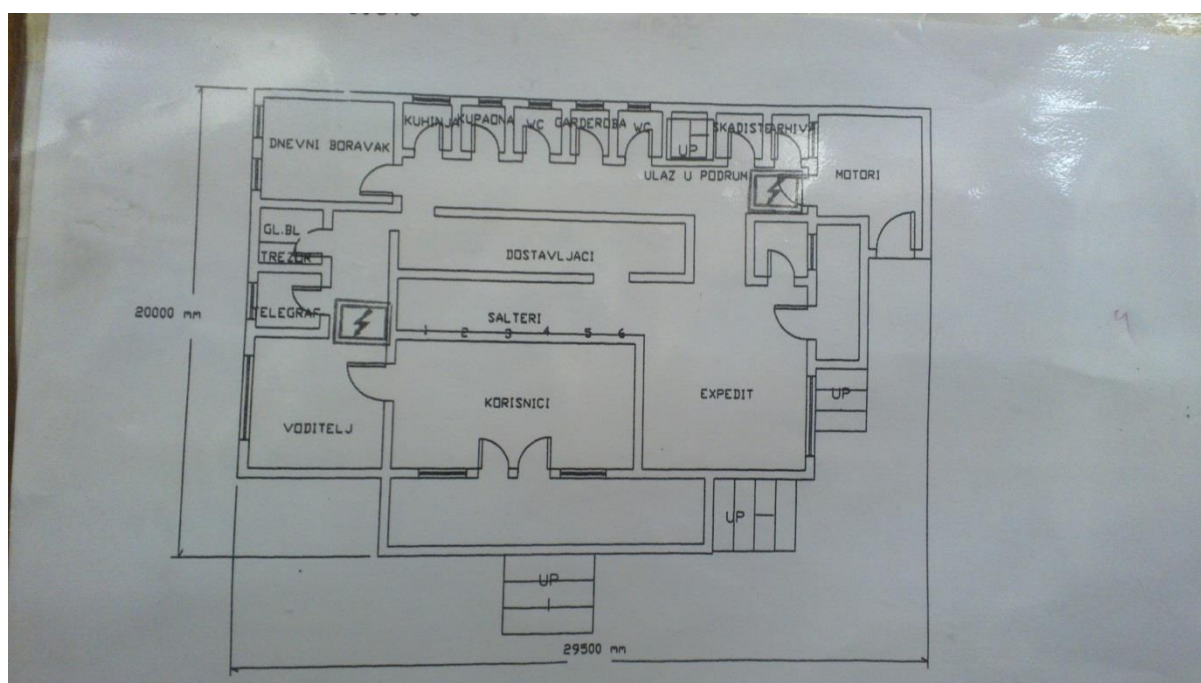 KUHINJA
KUPAONA
WC
GARDEROBA
WC
SKADISTE
ARHIVA
DNEVNI BORAVAK
UP
ULAZ U PODRUM
MOTORI
GL.BL
TREZOR
DOSTAVLJACI
20000 mm
TELEGRAF
SALTERI
1 2 3 4 5 6
KORISNICI
EXPEDIT
UP
VODITELJ
UP
UP
29500 mm